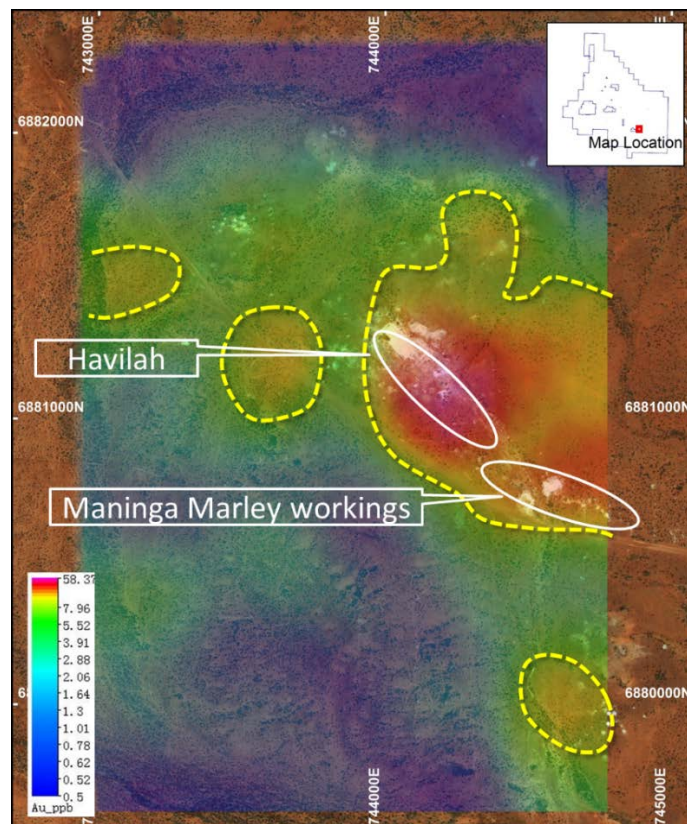 743000E
744000E
745000E
Map Location
6882000N
Havilah
6881000N
6881000N
Maninga Marley workings
58.37
7.96
5.52
3.91
2.88
2.06
1.64
1.3
1.01
0.78
0.62
0.52
0.5
Au_ppb
6880000N
744000E
745000E